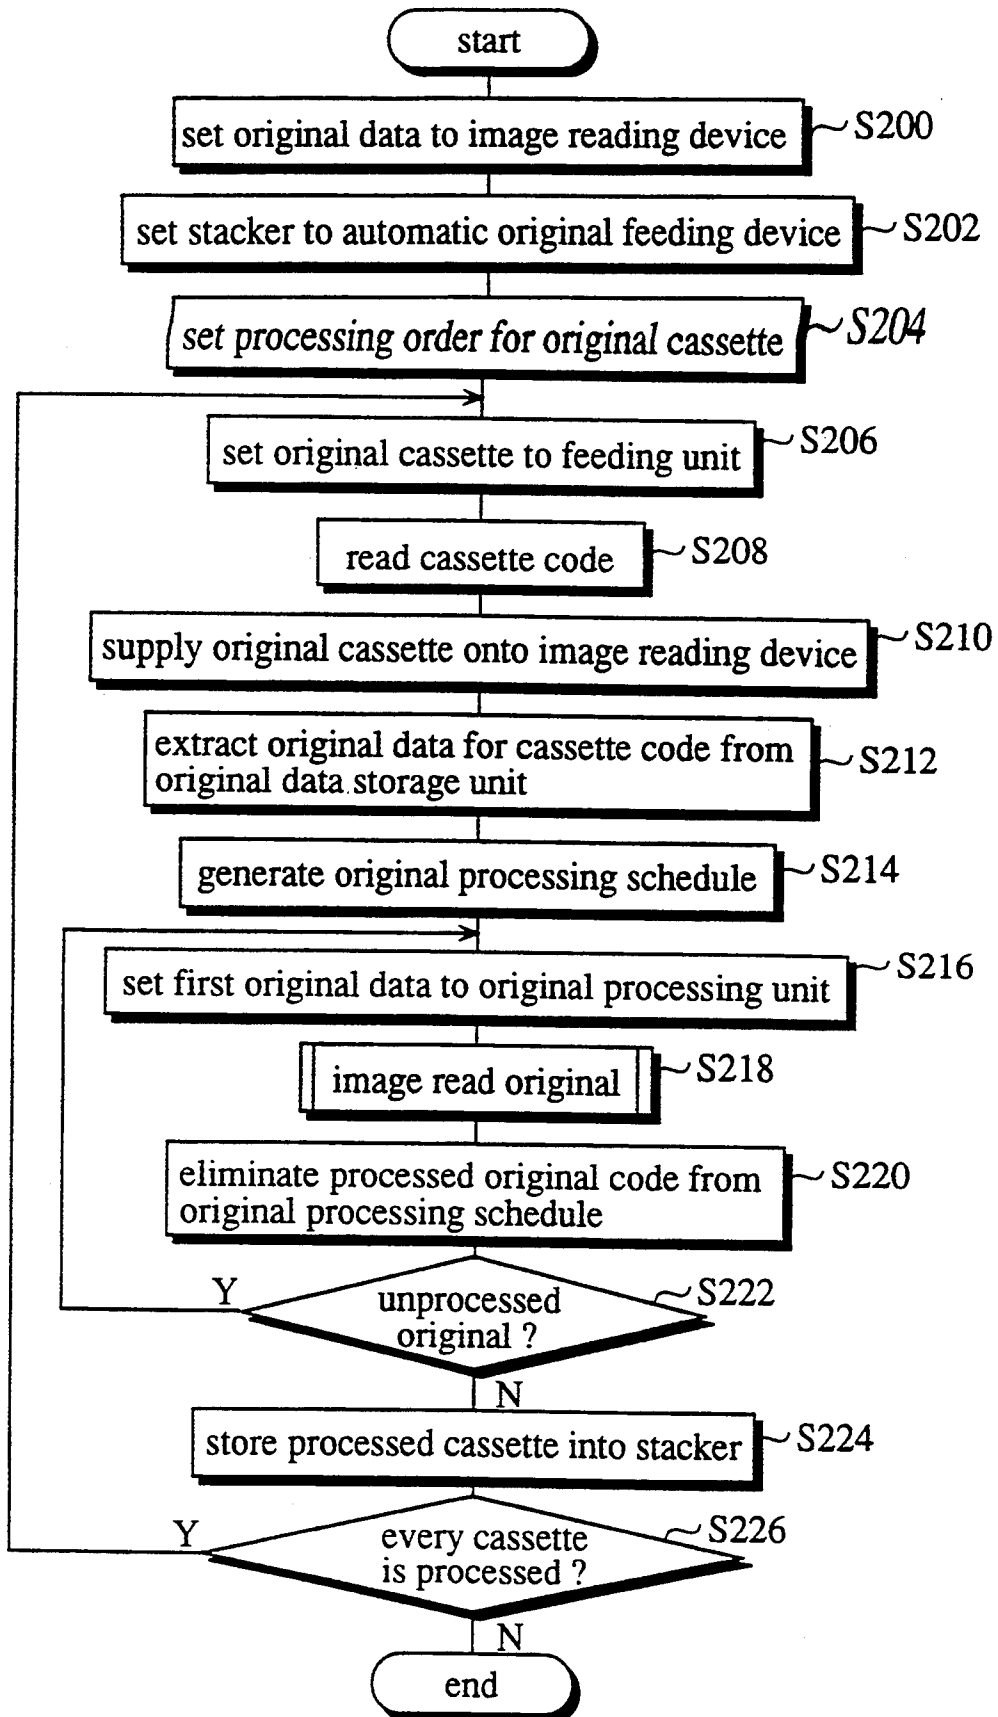 start
set original data to image reading device
S200
set stacker to automatic original feeding device
S202
set processing order for original cassette
S204
set original cassette to feeding unit
S206
read cassette code
S208
supply original cassette onto image reading device
S210
extract original data for cassette code from
original data storage unit
S212
generate original processing schedule
S214
set first original data to original processing unit
S216
image read original
S218
eliminate processed original code from
original processing schedule
S220
unprocessed
original ?
S222
Y
N
store processed cassette into stacker
S224
every cassette
is processed ?
S226
Y
N
end